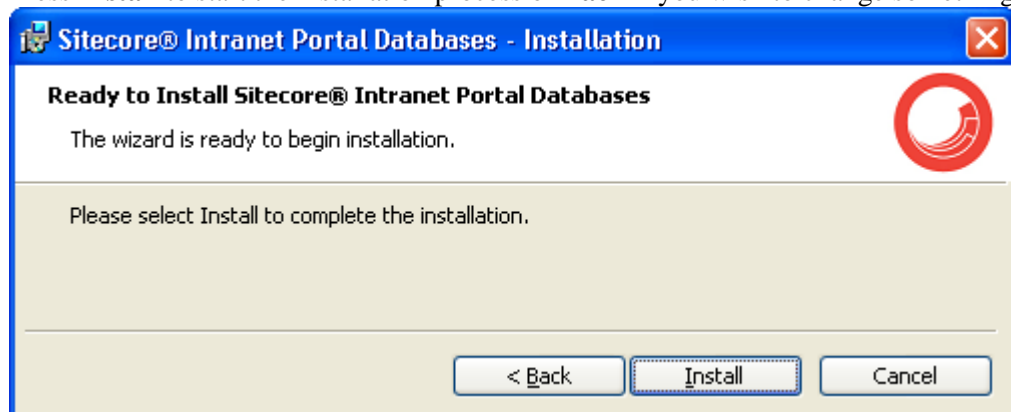 Sitecore® Intranet Portal Databases - Installation
Ready to Install Sitecore® Intranet Portal Databases
The wizard is ready to begin installation.
Please select Install to complete the installation.
< Back Install Cancel